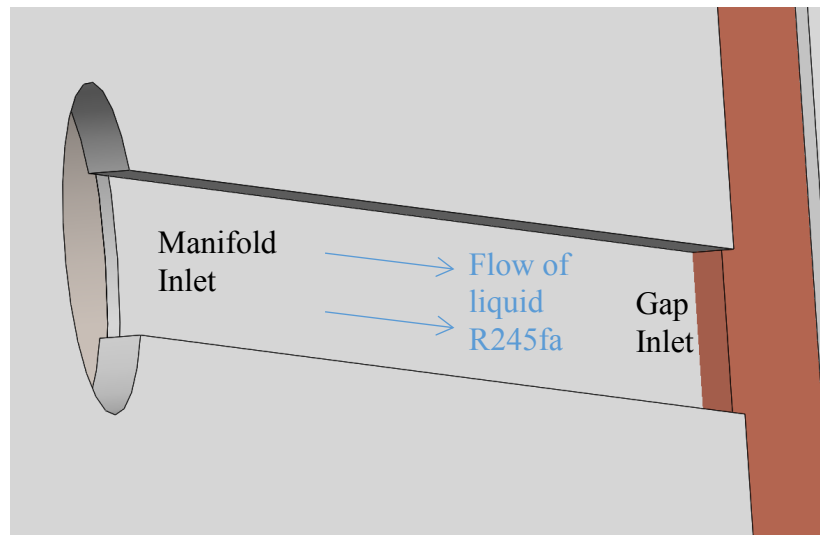 Manifold
Inlet
Flow of
liquid
R245fa
Gap
Inlet